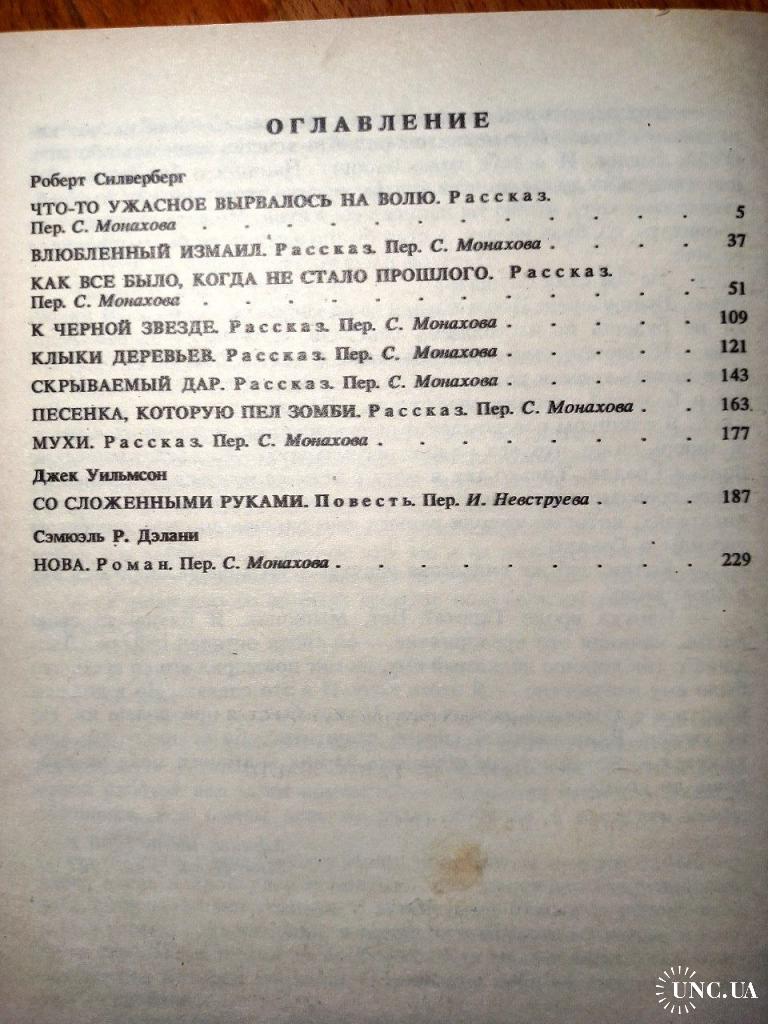 ОГЛАВЛЕНИЕ
Роберт Силверберг
ЧТО-ТО УЖАСНОЕ ВЫРВАЛОСЬ НА ВОЛЮ. Рассказ.
Пер. С. Монахова . . . . . . . . . . . . 5
ВЛЮБЛЕННЫЙ ИЗМАИЛ. Рассказ. Пер. С. Монахова . . . . . 37
КАК ВСЕ БЫЛО, КОГДА НЕ СТАЛО ПРОШЛОГО. Рассказ.
Пер. С. Монахова . . . . . . . . . . . . 51
К ЧЕРНОЙ ЗВЕЗДЕ. Рассказ. Пер. С. Монахова . . . . . 109
КЛЫКИ ДЕРЕВЬЕВ. Рассказ. Пер. С. Монахова . . . . . 121
СКРЫВАЕМЫЙ ДАР. Рассказ. Пер. С. Монахова . . . . . 143
ПЕСЕНКА, КОТОРУЮ ПЕЛ ЗОМБИ. Рассказ. Пер. С. Монахова . . 163
МУХИ. Рассказ. Пер. С. Монахова . . . . . . . . 177
Джек Уильмсон
СО СЛОЖЕННЫМИ РУКАМИ. Повесть. Пер. И. Невструева . . . 187
Сэмюэль Р. Дэлани
НОВА. Роман. Пер. С. Монахова . . . . . . . . . 229
UNC.UA